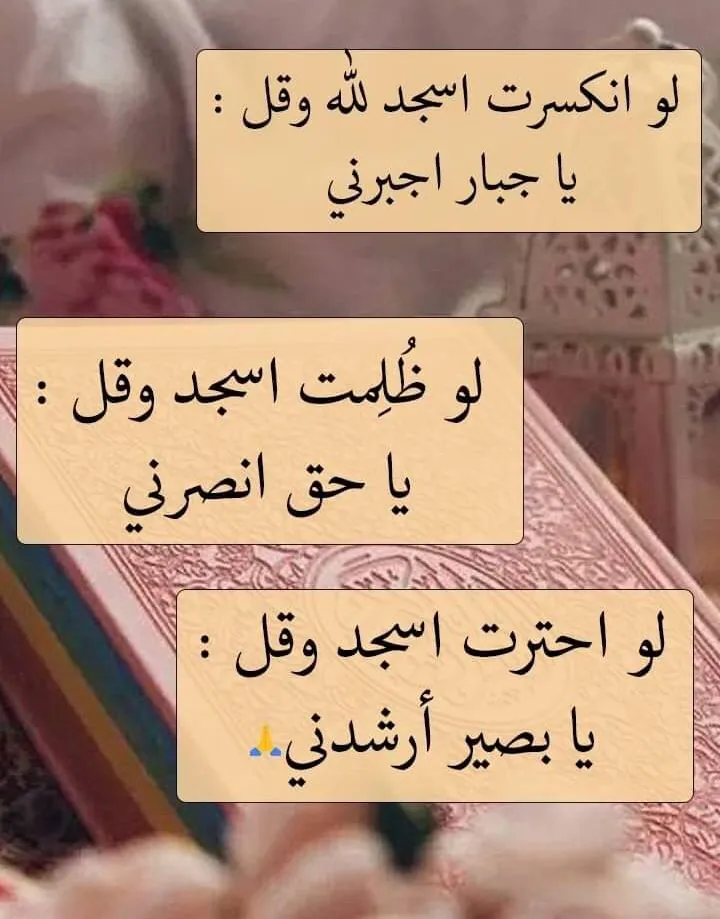 لو انكسرت اسجد لله وقل :
يا جبار اجبرني
لو ظُلِمت اسجد وقل :
يا حق انصرني
لو احترت اسجد وقل :
يا بصير أرشدني🙏